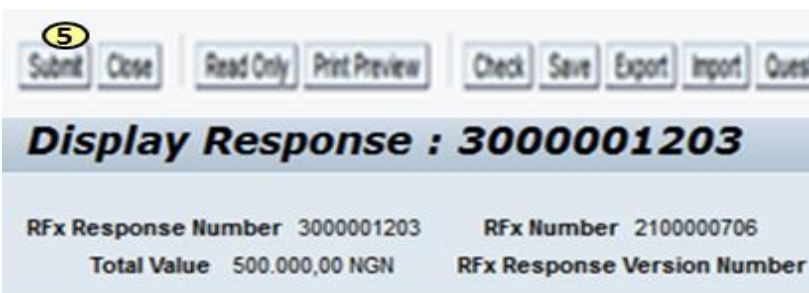 5
Submit Close Read Only Print Preview Check Save Export Import Ques
Display Response : 3000001203
RFx Response Number 3000001203 RFx Number 2100000706
Total Value 500.000,00 NGN RFx Response Version Number